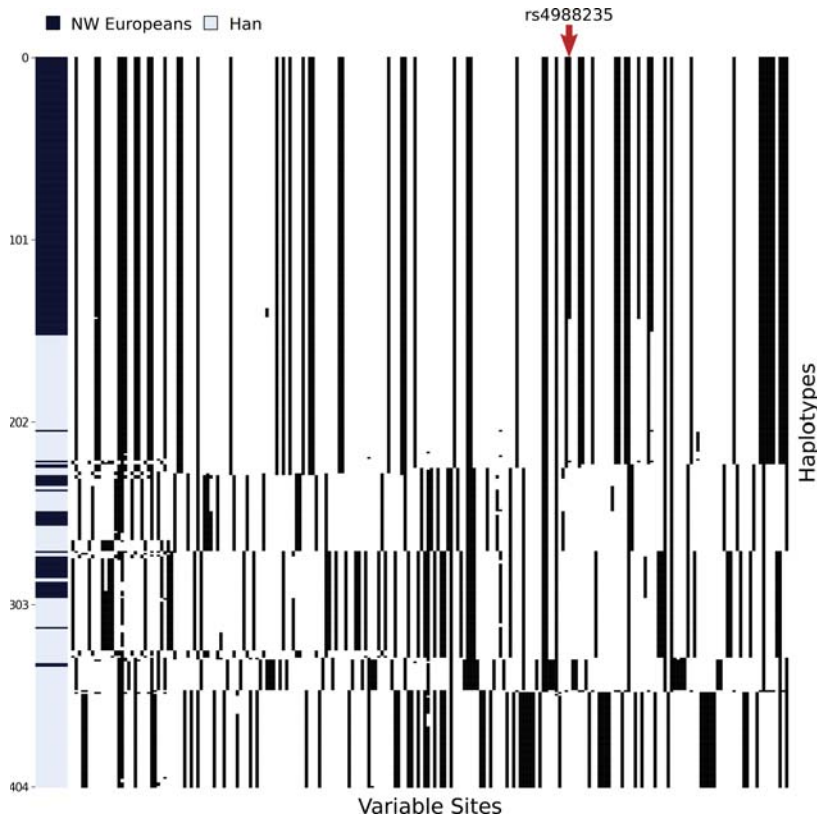 rs4988235
NW Europeans Han
0
101
202
303
404
Haplotypes
Variable Sites